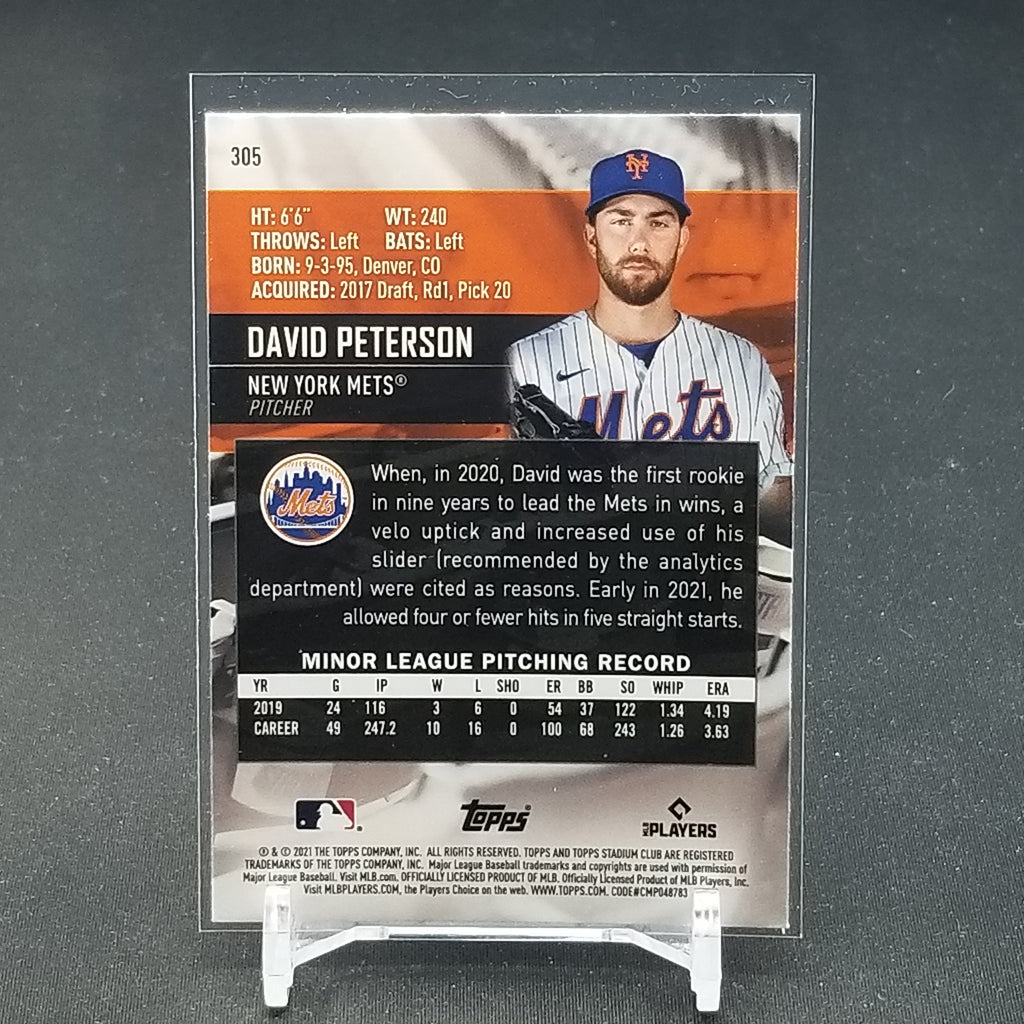 305
NY
HT: 6'6" WT: 240
THROWS: Left BATS: Left
BORN: 9-3-95, Denver, CO
ACQUIRED: 2017 Draft, Rd1, Pick 20
DAVID PETERSON
NEW YORK METS®
PITCHER
Mets
Mets
When, in 2020, David was the first rookie
in nine years to lead the Mets in wins, a
velo uptick and increased use of his
slider (recommended by the analytics
department) were cited as reasons. Early in 2021, he
allowed four or fewer hits in five straight starts.
MINOR LEAGUE PITCHING RECORD
YR G IP W L SHO ER BB SO WHIP ERA
2019 24 116 3 6 0 54 37 122 1.34 4.19
CAREER 49 247.2 10 16 0 100 68 243 1.26 3.63
topps® MLB PLAYERS
® & © 2021 THE TOPPS COMPANY, INC. ALL RIGHTS RESERVED. TOPPS AND TOPPS STADIUM CLUB ARE REGISTERED
TRADEMARKS OF THE TOPPS COMPANY, INC. Major League Baseball trademarks and copyrights are used with permission of
Major League Baseball. Visit MLB.com. OFFICIALLY LICENSED PRODUCT OF MLB. Officially Licensed Product of MLB Players, Inc.
Visit MLBPLAYERS.COM, the Players Choice on the web. WWW.TOPPS.COM. CODE#CMP048783